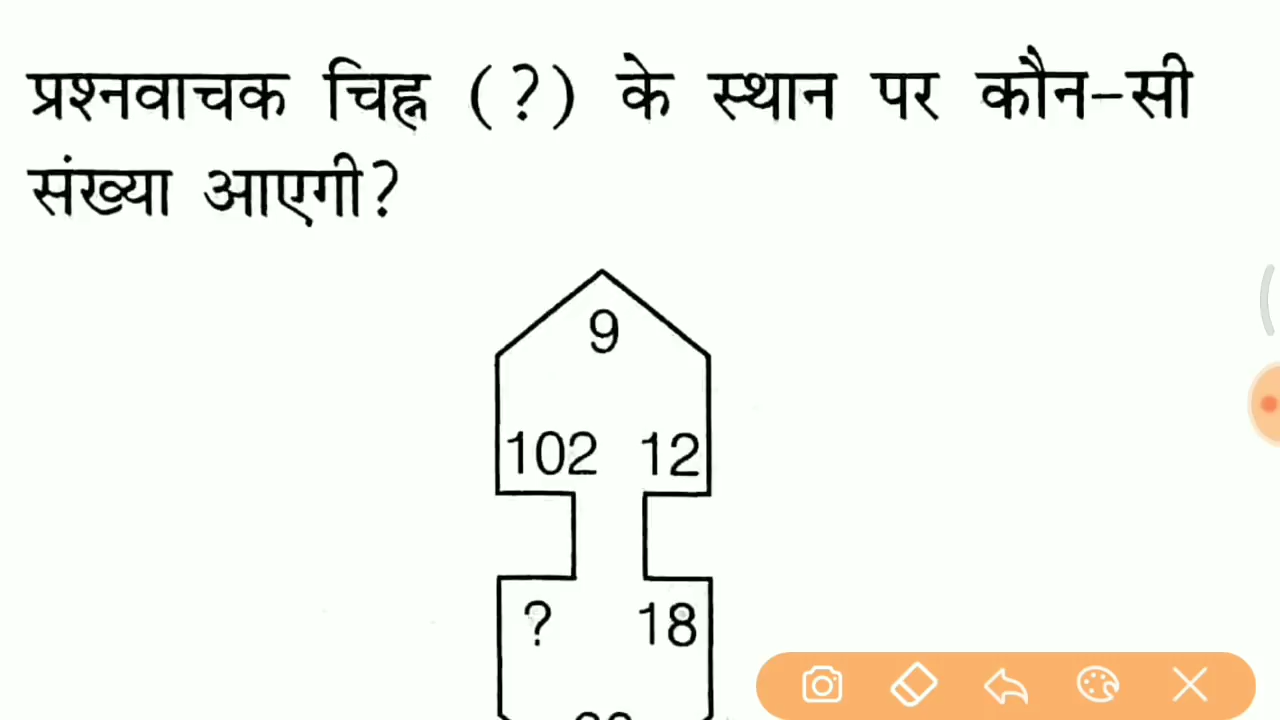 प्रश्नवाचक चिह्न (?) के स्थान पर कौन-सी
संख्या आएगी?
9
102 12
? 18